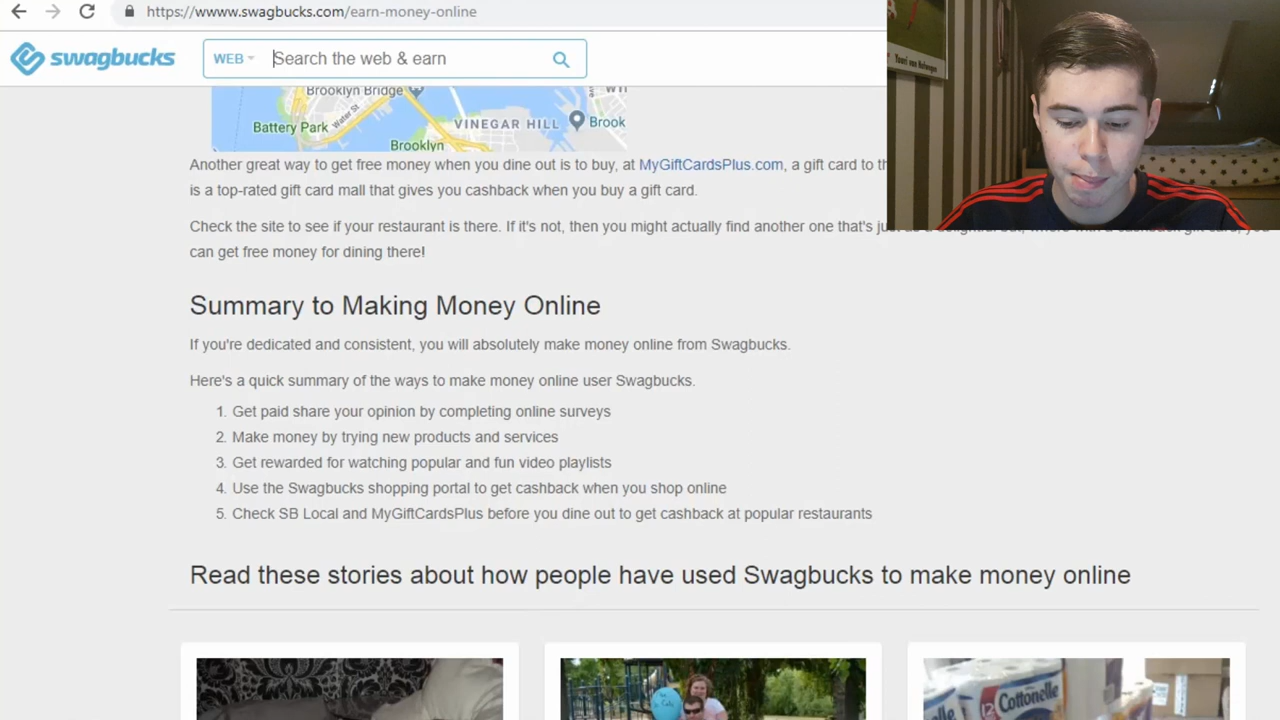 https://wwww.swagbucks.com/earn-money-online
swagbucks
WEB
Search the web & earn
Brooklyn Bridge
Water St
Battery Park
VINEGAR HILL
Brook
Brooklyn
Another great way to get free money when you dine out is to buy, at MyGiftCardsPlus.com, a gift card to th
is a top-rated gift card mall that gives you cashback when you buy a gift card.
Check the site to see if your restaurant is there. If it's not, then you might actually find another one that's
can get free money for dining there!
Summary to Making Money Online
If you're dedicated and consistent, you will absolutely make money online from Swagbucks.
Here's a quick summary of the ways to make money online user Swagbucks.
1. Get paid share your opinion by completing online surveys
2. Make money by trying new products and services
3. Get rewarded for watching popular and fun video playlists
4. Use the Swagbucks shopping portal to get cashback when you shop online
5. Check SB Local and MyGiftCardsPlus before you dine out to get cashback at popular restaurants
Read these stories about how people have used Swagbucks to make money online
12
Cottonelle